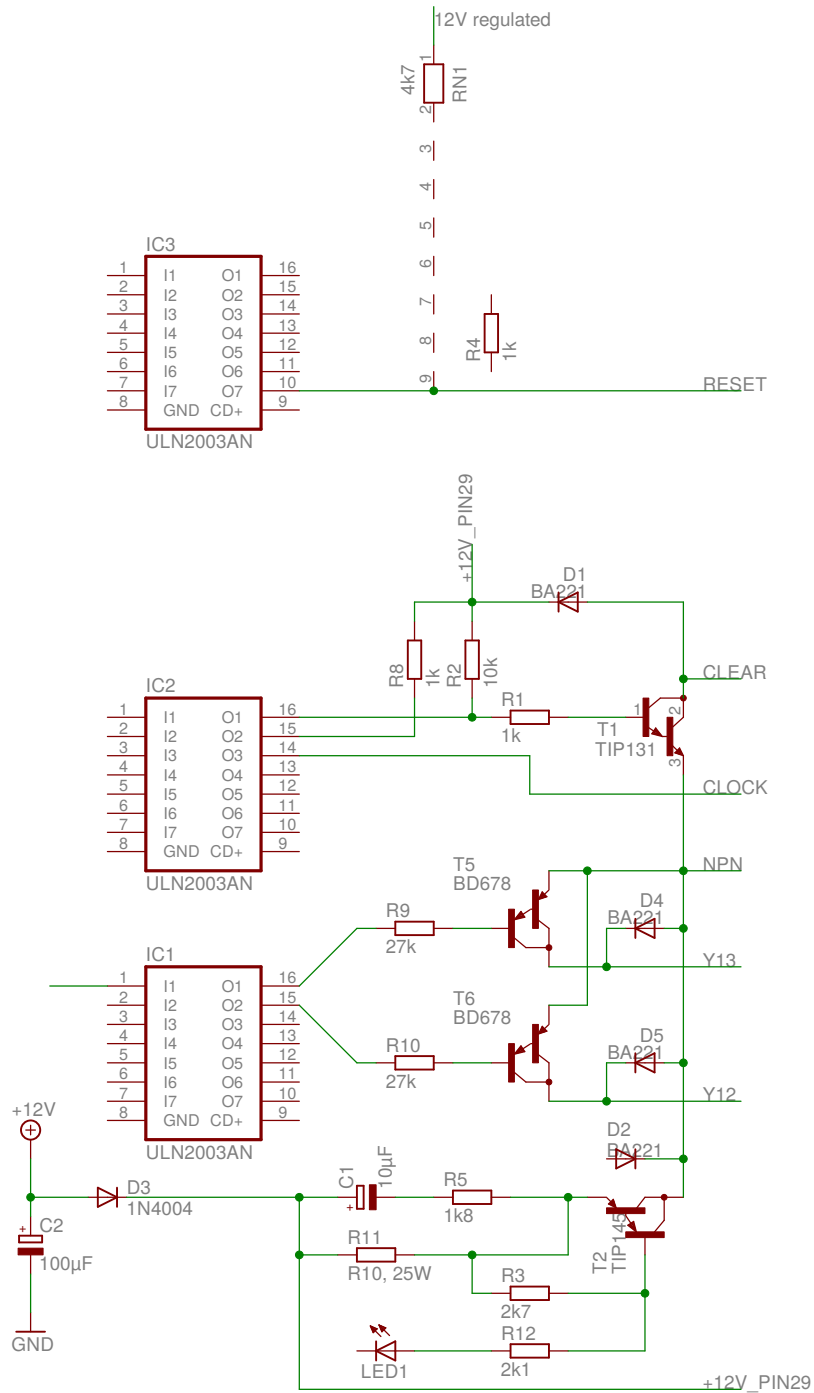 12V regulated
1
4k7
RN1
2
3
4
5
6
7
8
9
R4
1k
RESET
IC3
1 I1 O1 16
2 I2 O2 15
3 I3 O3 14
4 I4 O4 13
5 I5 O5 12
6 I6 O6 11
7 I7 O7 10
8 GND CD+ 9
ULN2003AN
+12V_PIN29
D1
BA221
R8
1k
R2
10k
CLEAR
IC2
1 I1 O1 16
2 I2 O2 15
3 I3 O3 14
4 I4 O4 13
5 I5 O5 12
6 I6 O6 11
7 I7 O7 10
8 GND CD+ 9
ULN2003AN
R1
1k
1
2
3
T1
TIP131
CLOCK
T5
BD678
NPN
R9
27k
D4
BA221
Y13
IC1
1 I1 O1 16
2 I2 O2 15
3 I3 O3 14
4 I4 O4 13
5 I5 O5 12
6 I6 O6 11
7 I7 O7 10
8 GND CD+ 9
ULN2003AN
T6
BD678
R10
27k
D5
BA221
Y12
+12V
D2
BA221
D3
1N4004
C1
10µF
+
R5
1k8
C2
+
100µF
R11
R10, 25W
T2
TIP145
R3
2k7
R12
2k1
GND
LED1
+12V_PIN29